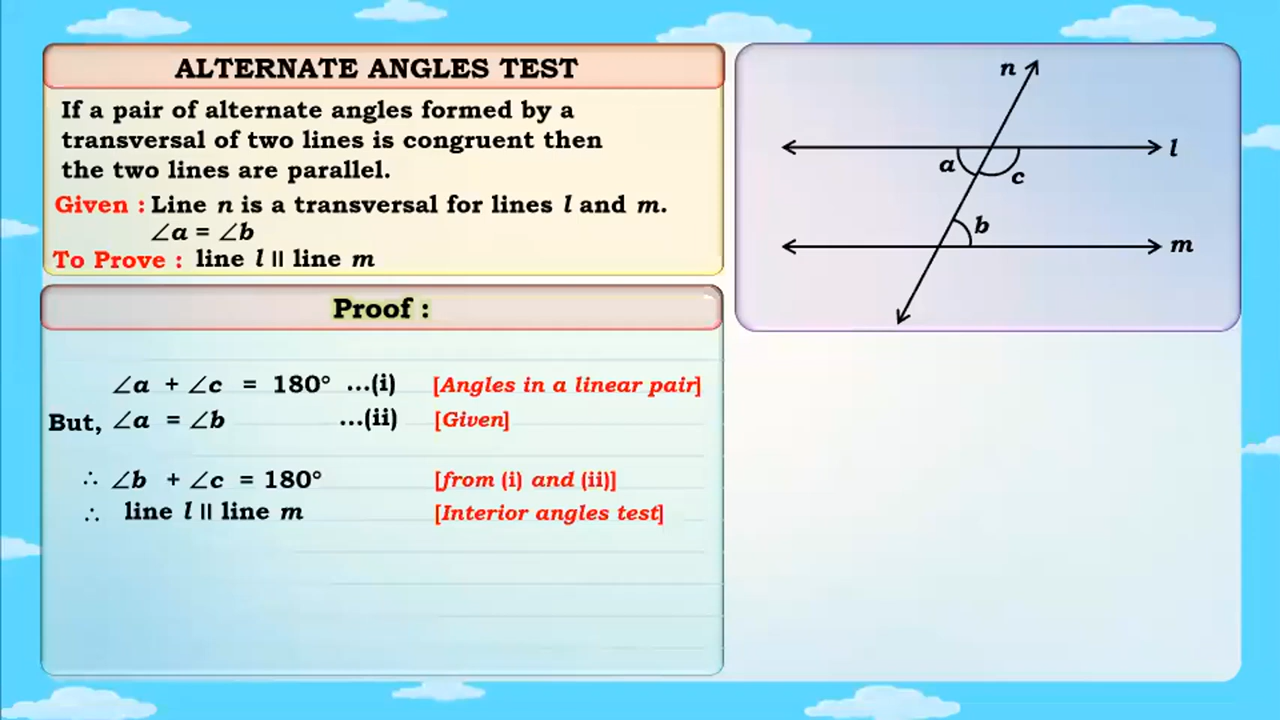 ALTERNATE ANGLES TEST
If a pair of alternate angles formed by a
transversal of two lines is congruent then
the two lines are parallel.
Given : Line n is a transversal for lines l and m.
∠a = ∠b
To Prove : line l || line m
n
l
a
c
b
m
Proof :
∠a + ∠c = 180° ...(i) [Angles in a linear pair]
But, ∠a = ∠b ...(ii) [Given]
∴ ∠b + ∠c = 180° [from (i) and (ii)]
∴ line l || line m [Interior angles test]